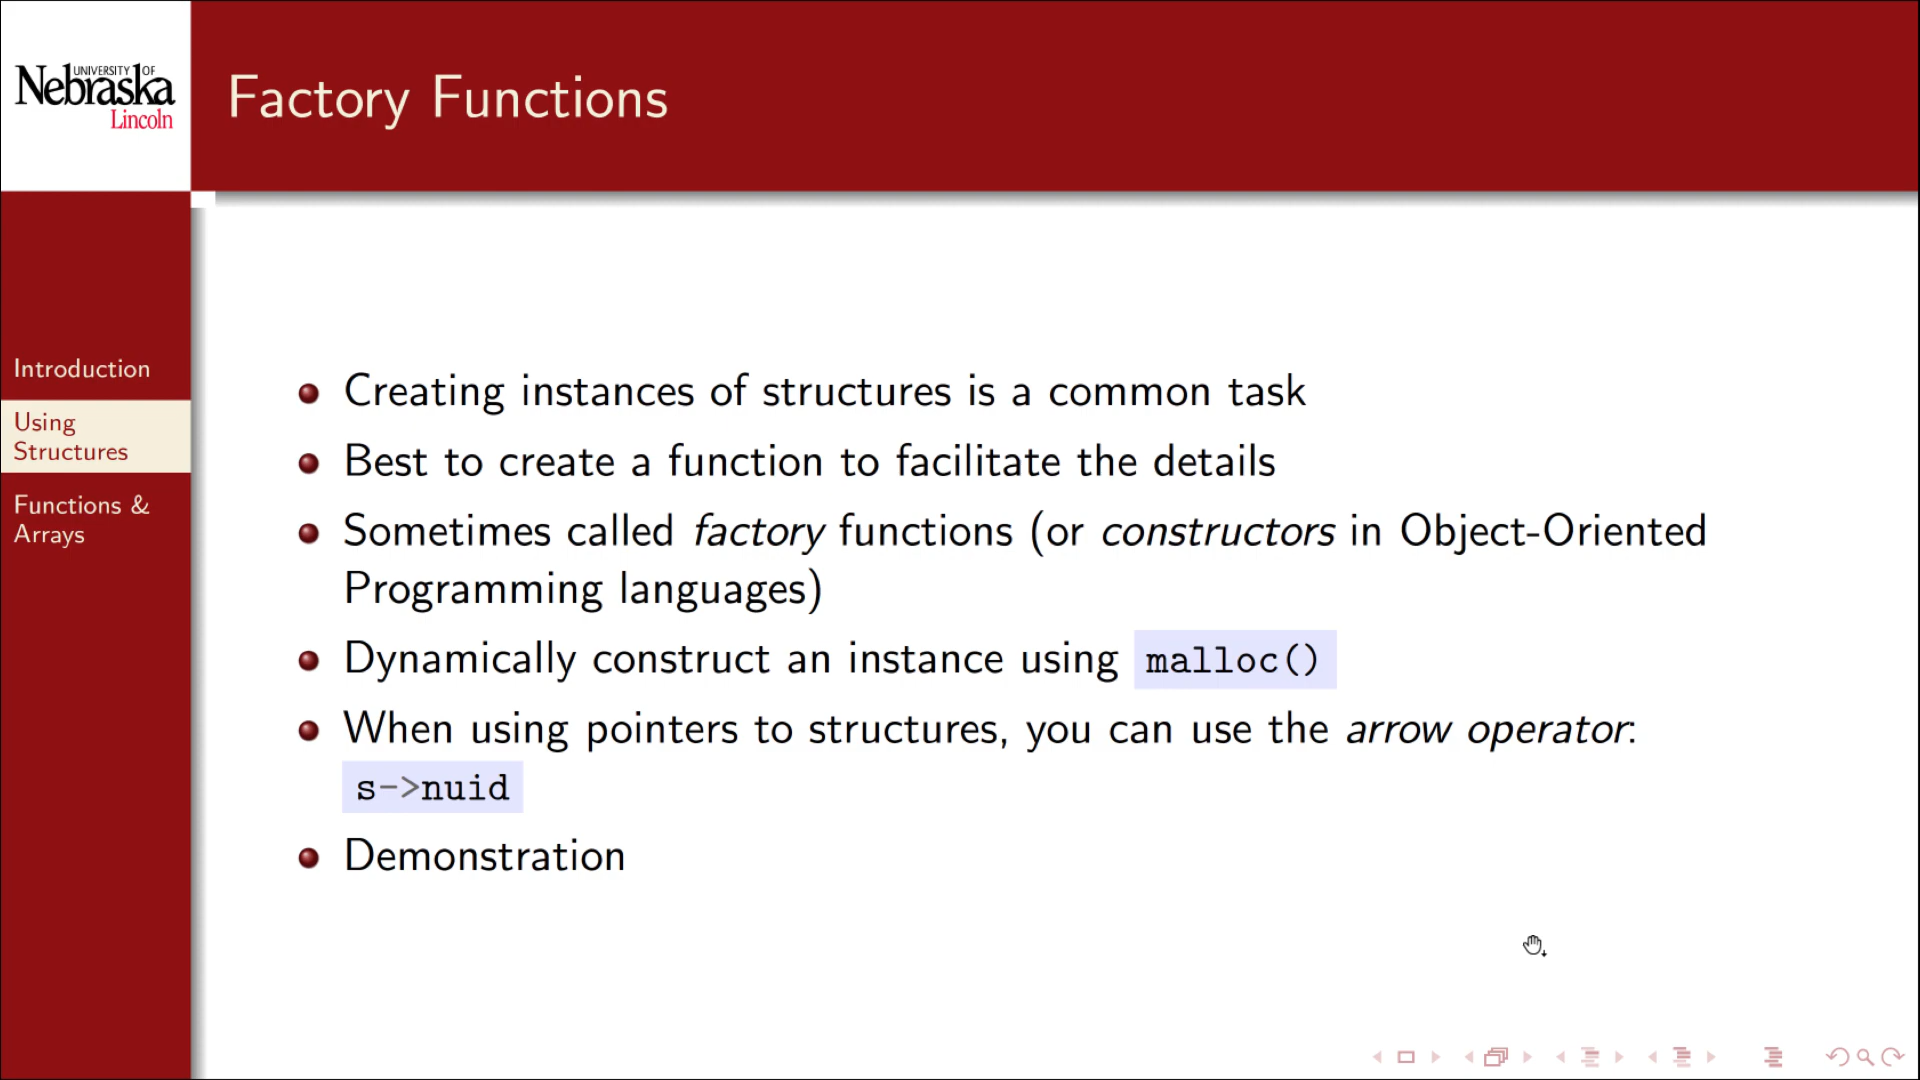 UNIVERSITY OF
Nebraska
Lincoln
Factory Functions
Introduction
Using
Structures
Functions &
Arrays
Creating instances of structures is a common task
Best to create a function to facilitate the details
Sometimes called factory functions (or constructors in Object-Oriented
Programming languages)
Dynamically construct an instance using malloc()
When using pointers to structures, you can use the arrow operator:
s->nuid
Demonstration